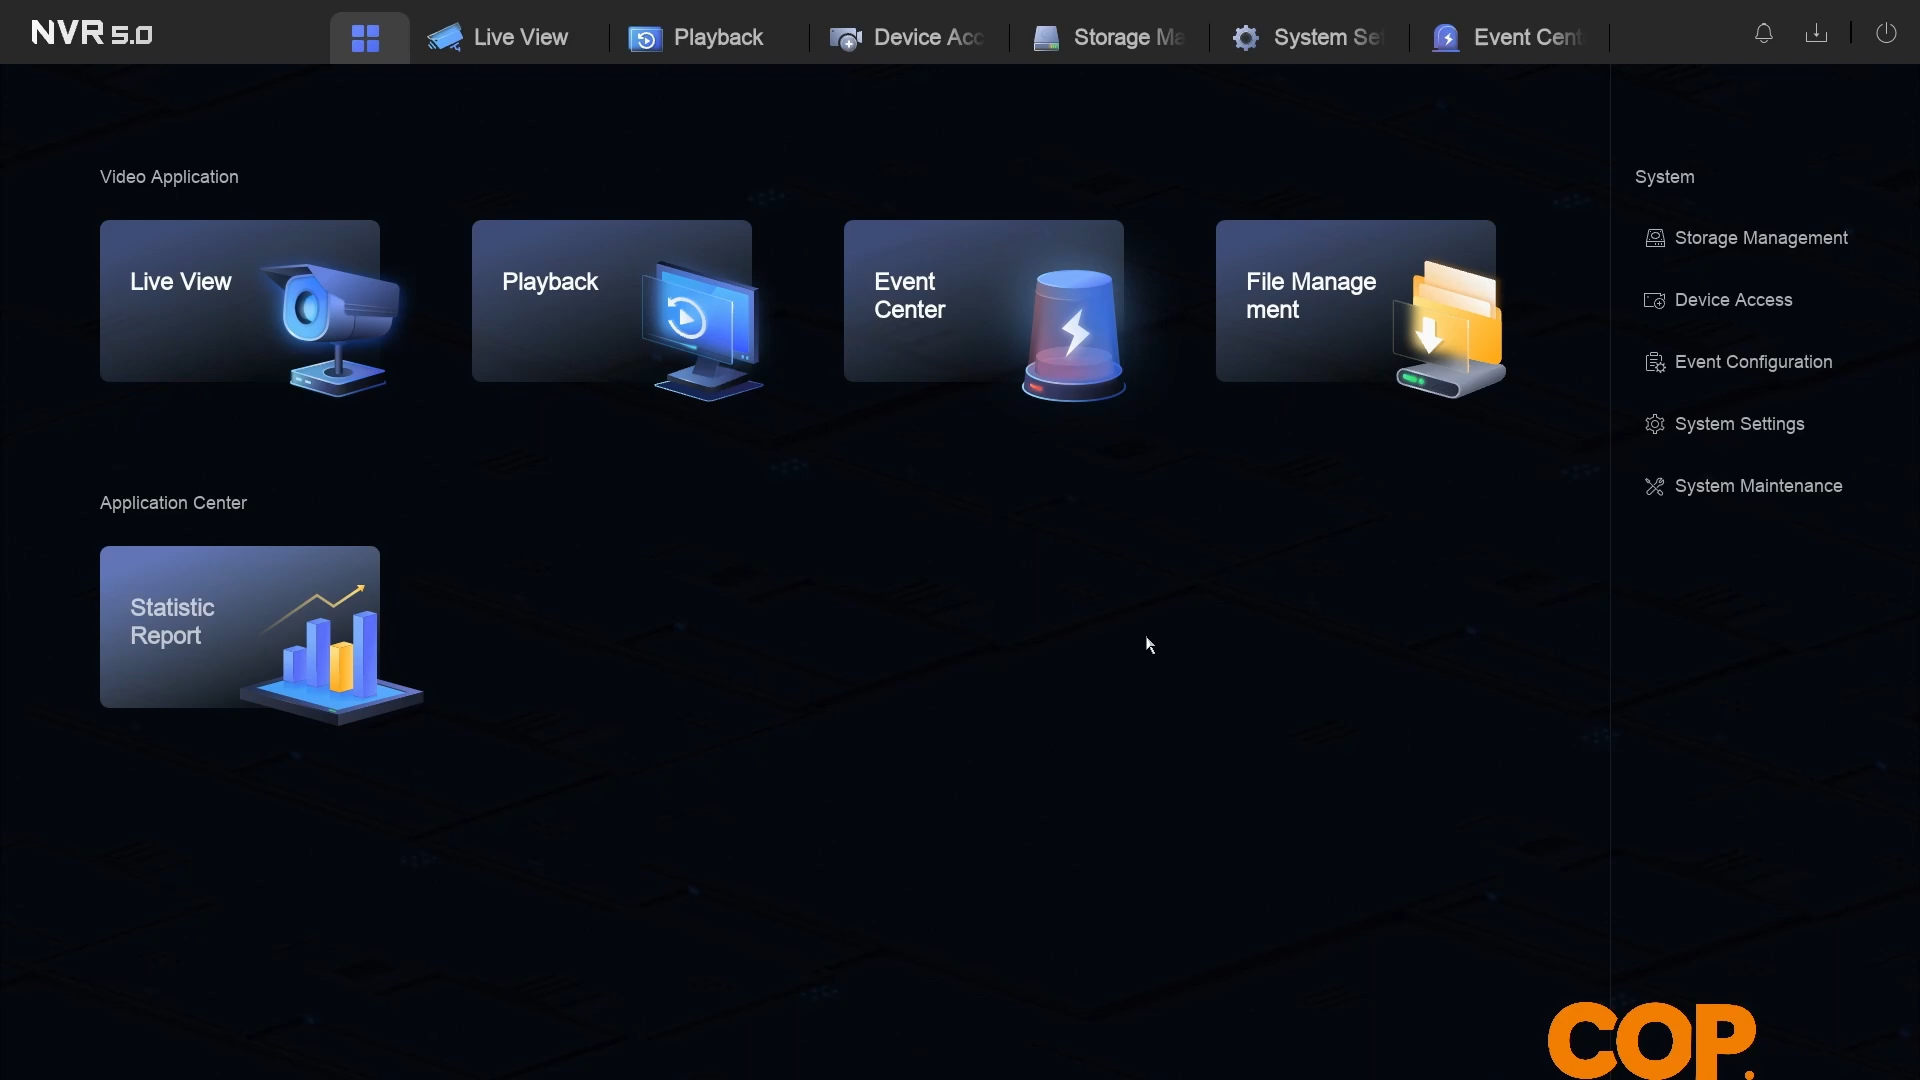 NVR 5.0
Live View
Playback
Device Acc
Storage Ma
System Se
Event Cent
Video Application
Live View
Playback
Event
Center
File Manage
ment
Application Center
Statistic
Report
System
Storage Management
Device Access
Event Configuration
System Settings
System Maintenance
COP.